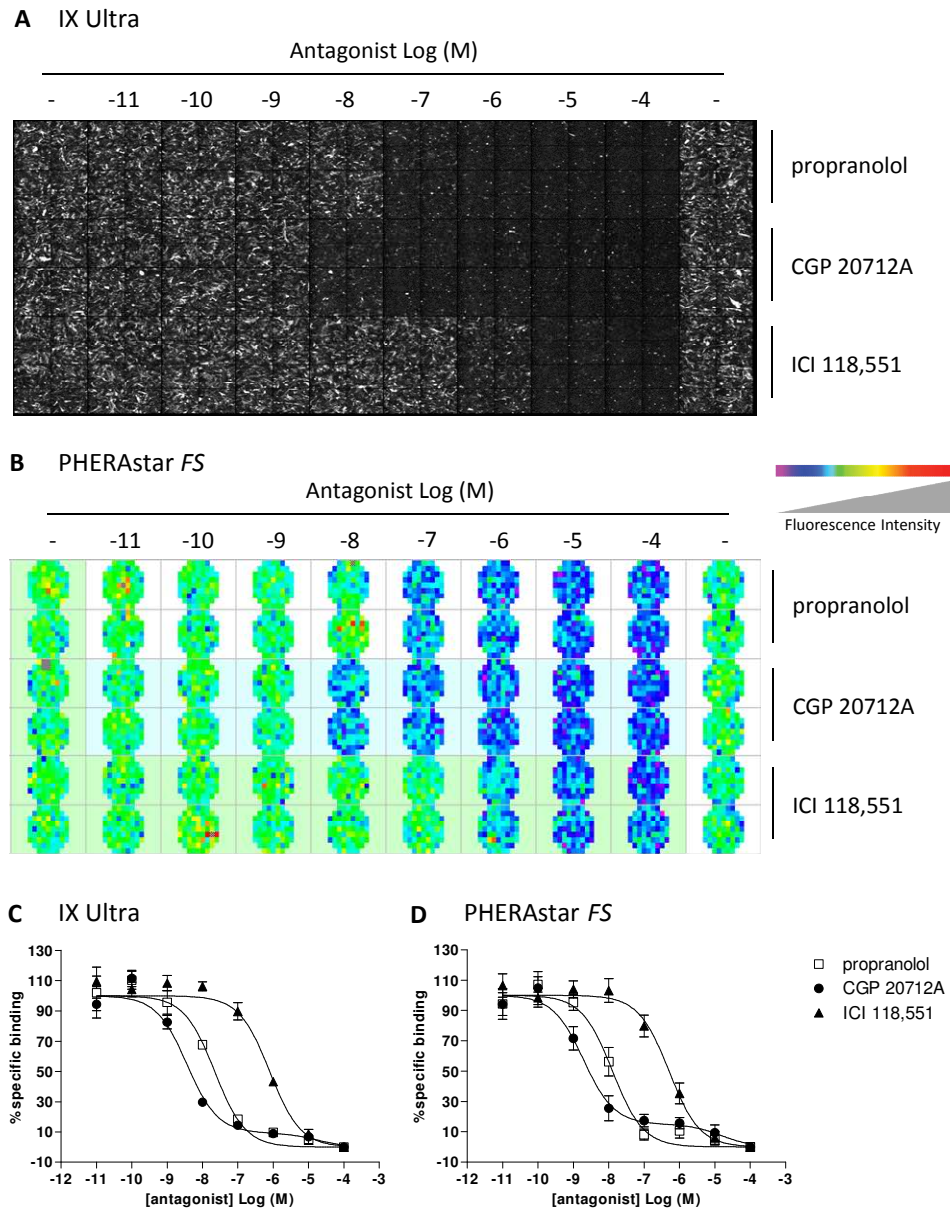 A IX Ultra
Antagonist Log (M)
- -11 -10 -9 -8 -7 -6 -5 -4 -
propranolol
CGP 20712A
ICI 118,551
B PHERAstar FS
Antagonist Log (M)
Fluorescence Intensity
- -11 -10 -9 -8 -7 -6 -5 -4 -
propranolol
CGP 20712A
ICI 118,551
C IX Ultra
130
110
90
70
50
30
10
-10
%specific binding
-12 -11 -10 -9 -8 -7 -6 -5 -4 -3
[antagonist] Log (M)
D PHERAstar FS
130
110
90
70
50
30
10
-10
%specific binding
-12 -11 -10 -9 -8 -7 -6 -5 -4 -3
[antagonist] Log (M)
propranolol
CGP 20712A
ICI 118,551